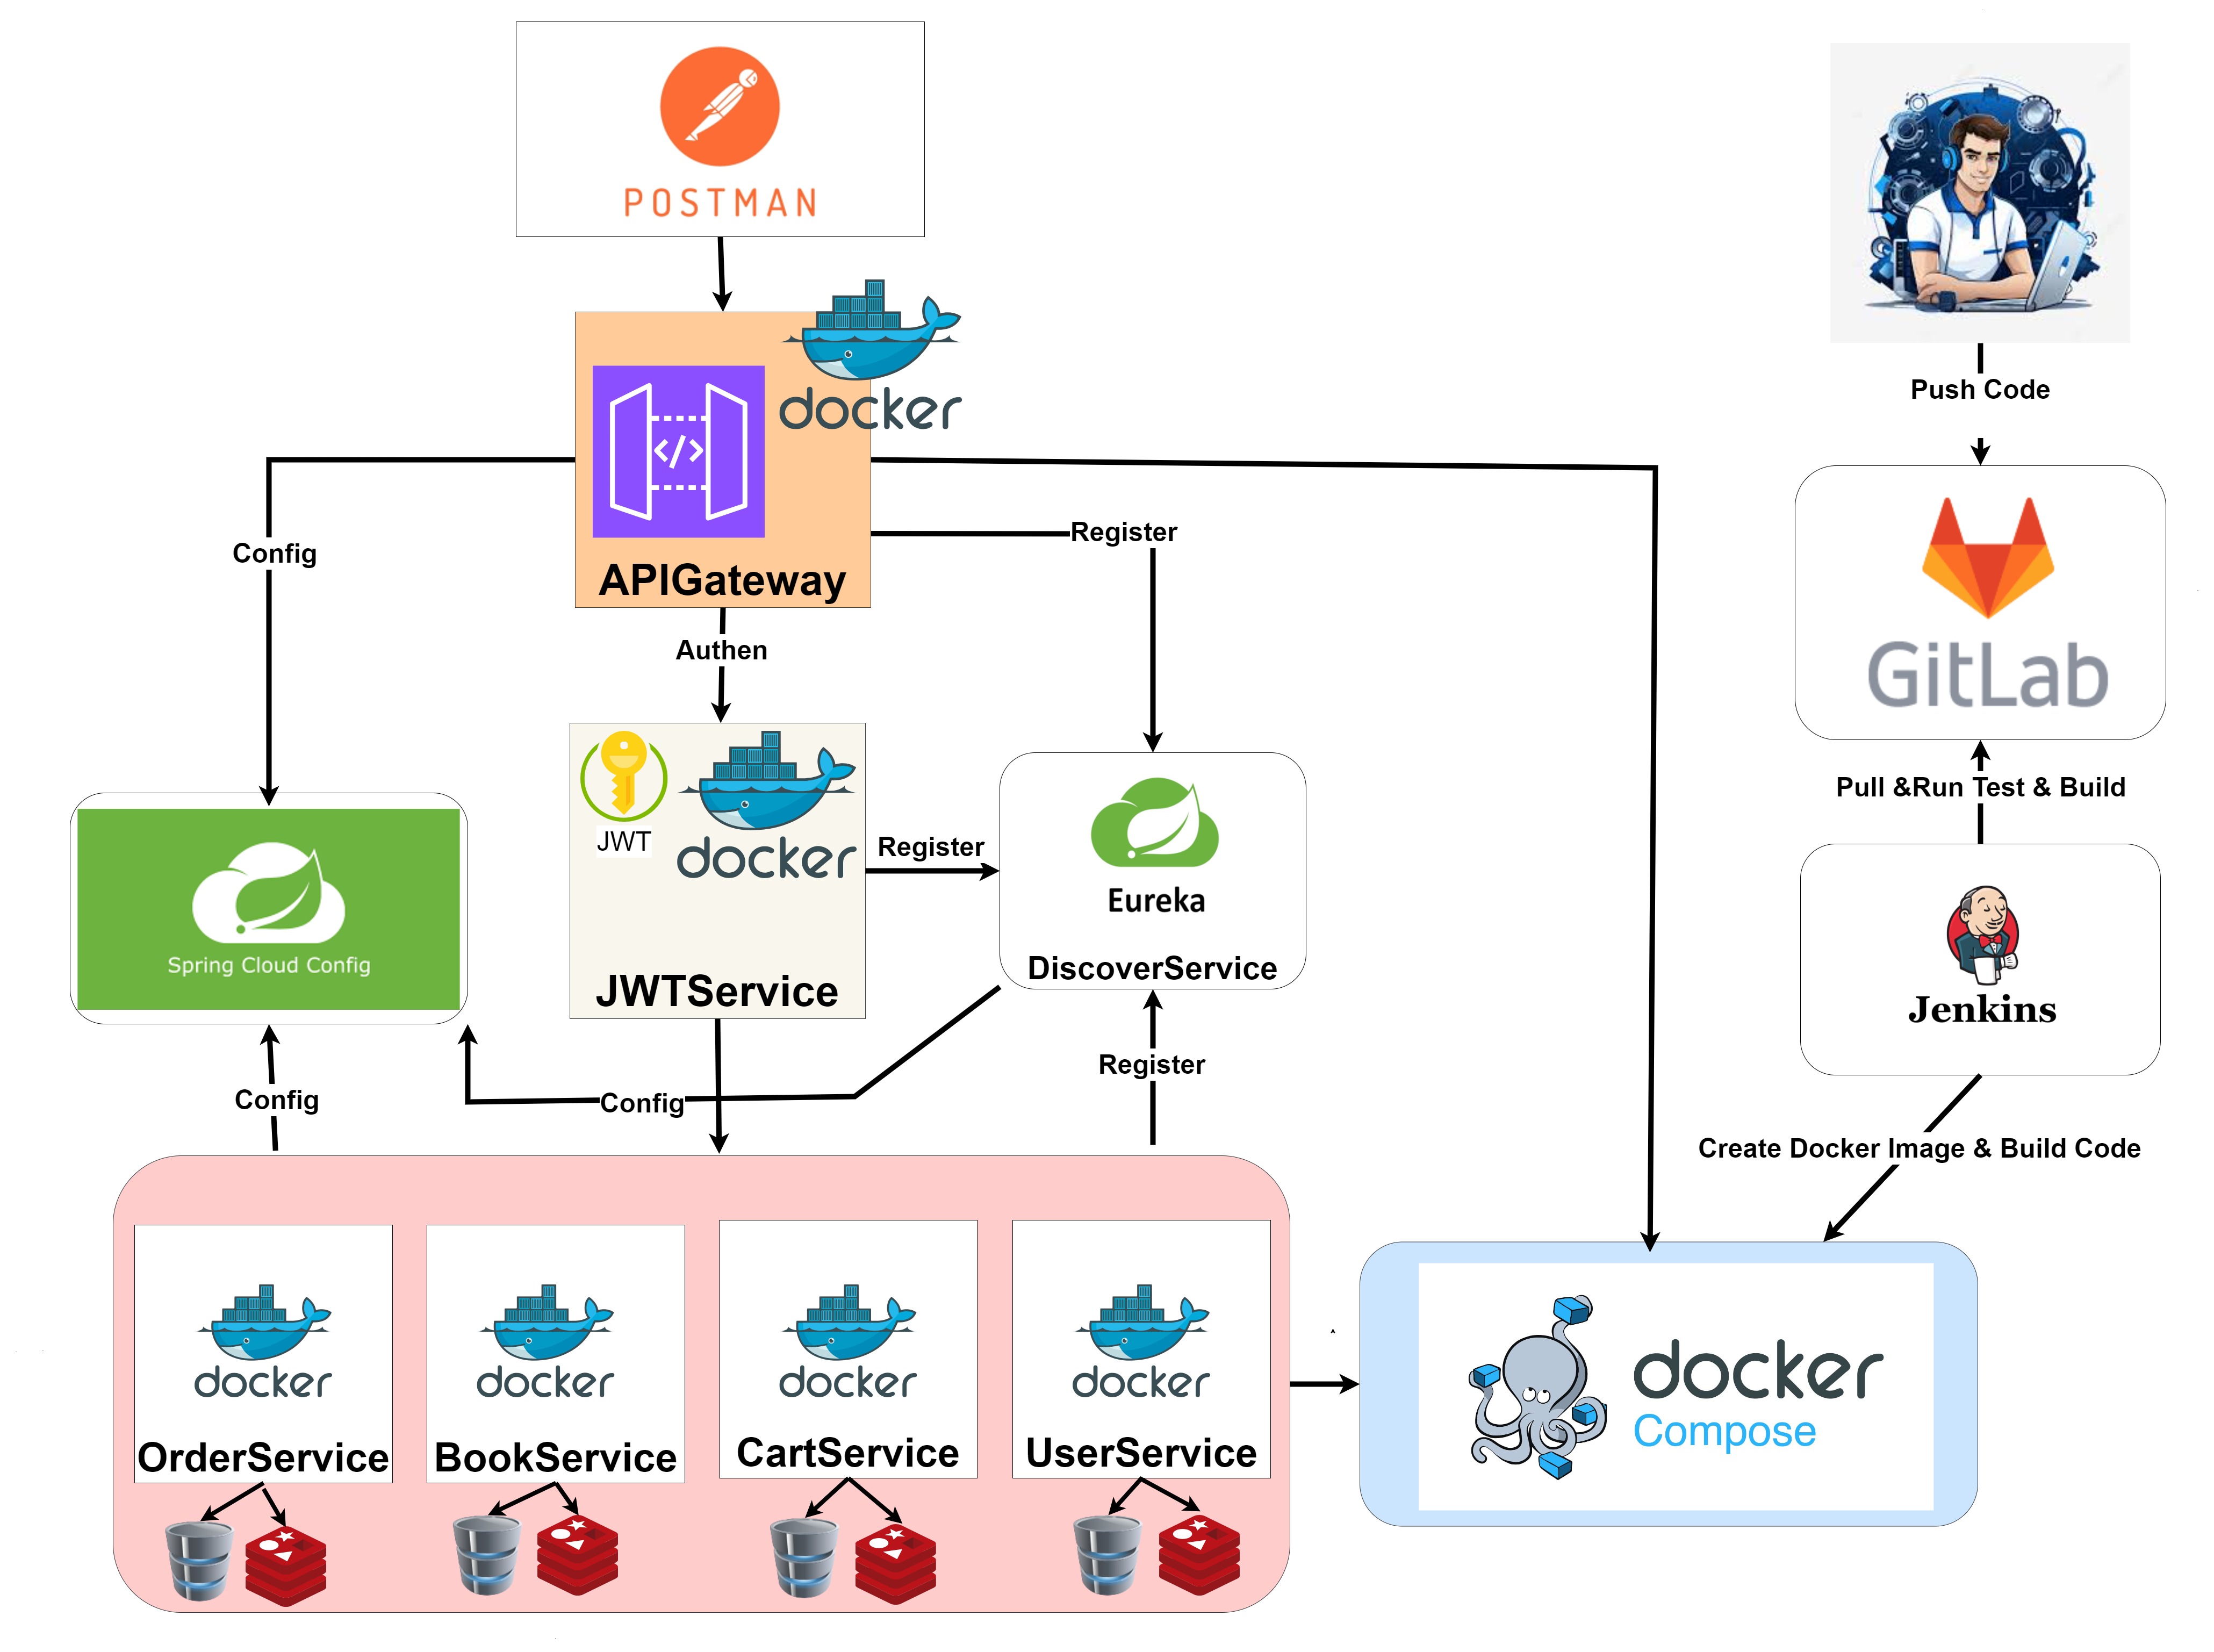 POSTMAN
docker
Push Code
Config
Register
APIGateway
Authen
GitLab
Pull &Run Test & Build
JWT
docker
Register
Eureka
Spring Cloud Config
DiscoverService
JWTService
Jenkins
Register
Config
Config
Create Docker Image & Build Code
docker
docker
docker
docker
OrderService
BookService
CartService
UserService
docker
Compose